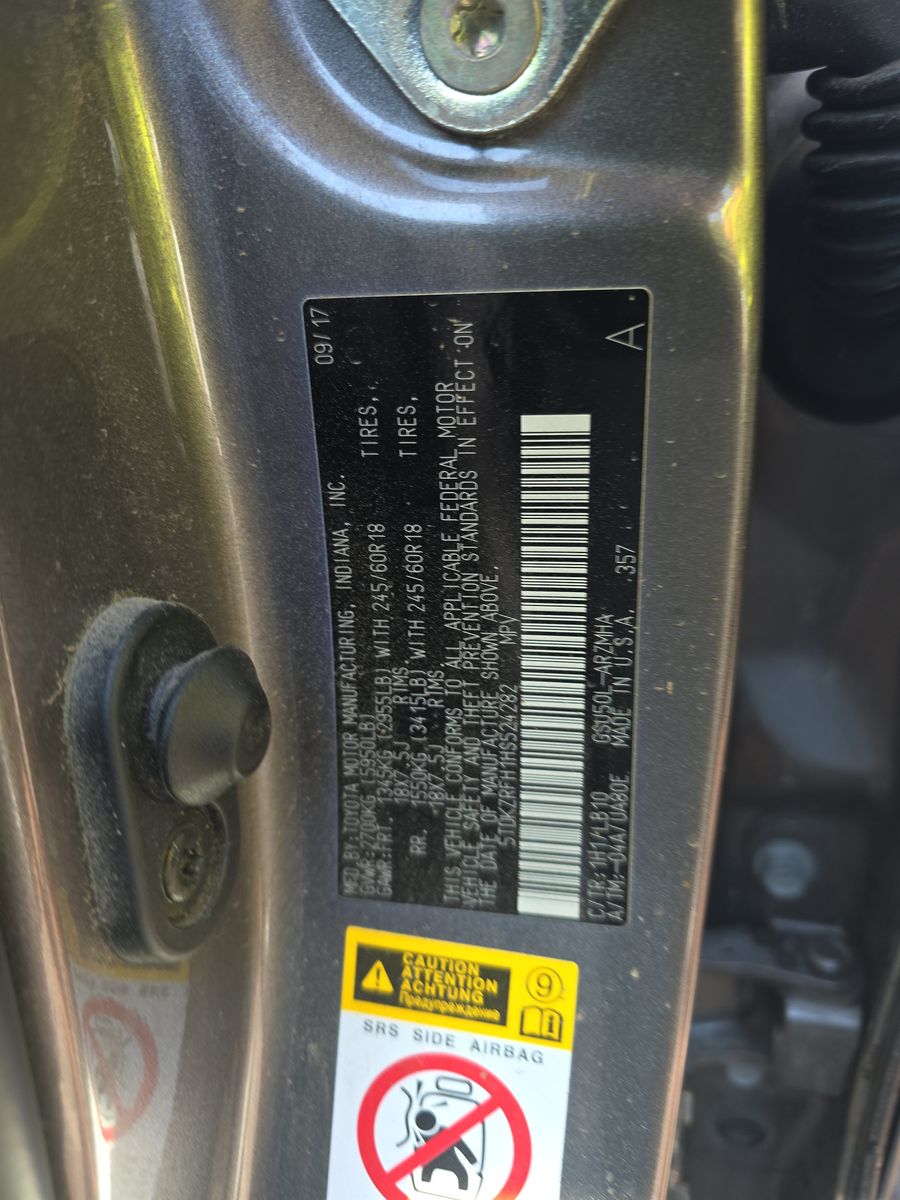 MFD.BY:TOYOTA MOTOR MANUFACTURING, INDIANA, INC. 09/17
GVWR:2700KG(5950LB)
GAWR:FRT. 1345KG(2955LB) WITH 245/60R18 TIRES,
18X7.5J RIMS
RR. 1550KG(3415LB) WITH 245/60R18 TIRES,
18X7.5J RIMS
THIS VEHICLE CONFORMS TO ALL APPLICABLE FEDERAL MOTOR
VEHICLE SAFETY AND THEFT PREVENTION STANDARDS IN EFFECT ON
THE DATE OF MANUFACTURE SHOWN ABOVE.
5TDKZRFH1HS524282 MPV
C/TR:1H1/LB10 GSU50L-ARZMHA
A/TM:-04A/UA80E MADE IN U.S.A. 357 A
CAUTION
ATTENTION
ACHTUNG
Предупреждение
9
i
SRS SIDE AIRBAG